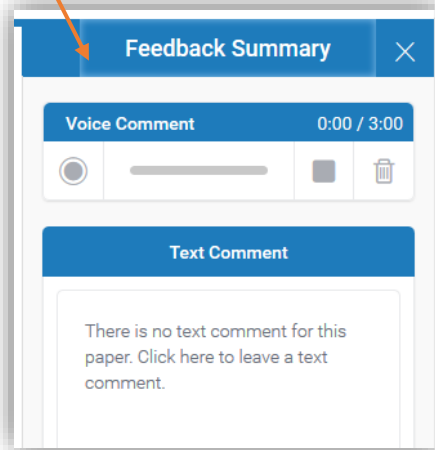 Feedback Summary
Voice Comment 0:00 / 3:00
Text Comment
There is no text comment for this
paper. Click here to leave a text
comment.